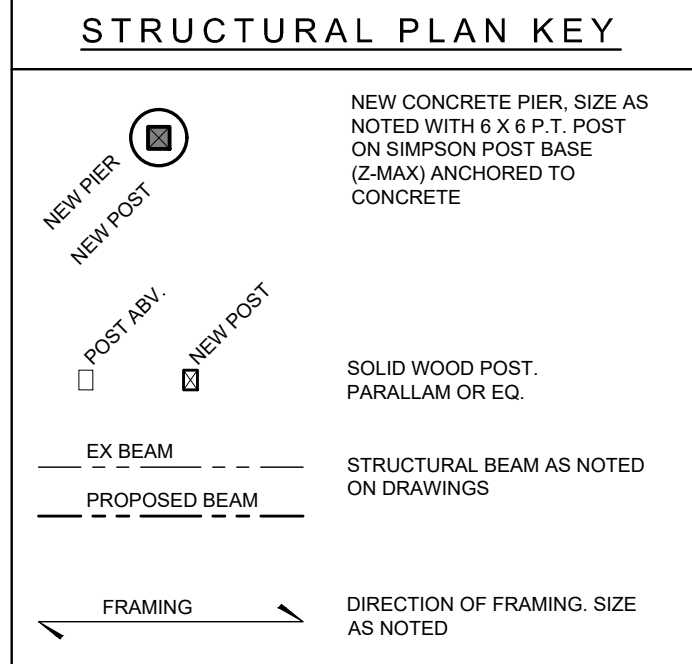 STRUCTURAL PLAN KEY
NEW PIER
NEW POST
NEW CONCRETE PIER, SIZE AS
NOTED WITH 6 X 6 P.T. POST
ON SIMPSON POST BASE
(Z-MAX) ANCHORED TO
CONCRETE
POST ABV.
NEW POST
SOLID WOOD POST.
PARALLAM OR EQ.
EX BEAM
PROPOSED BEAM
STRUCTURAL BEAM AS NOTED
ON DRAWINGS
FRAMING
DIRECTION OF FRAMING. SIZE
AS NOTED